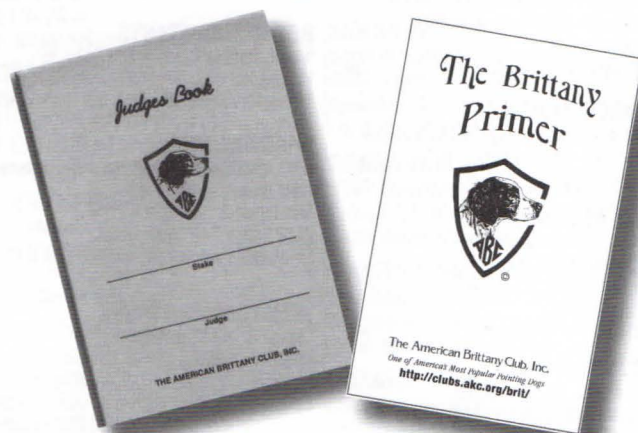 Judges Book
ABC
Stake
Judge
THE AMERICAN BRITTANY CLUB, INC.
The Brittany
Primer
ABC
©
The American Brittany Club, Inc.
One of America's Most Popular Pointing Dogs
http://clubs.akc.org/brit/